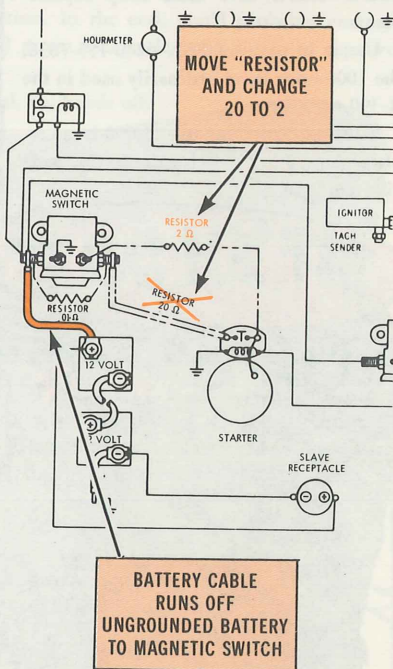 HOURMETER
MOVE "RESISTOR"
AND CHANGE
20 TO 2
MAGNETIC
SWITCH
RESISTOR
2 Ω
IGNITOR
TACH
SENDER
RESISTOR
20 Ω
RESISTOR
12 VOLT
VOLT
STARTER
SLAVE
RECEPTACLE
BATTERY CABLE
RUNS OFF
UNGROUNDED BATTERY
TO MAGNETIC SWITCH